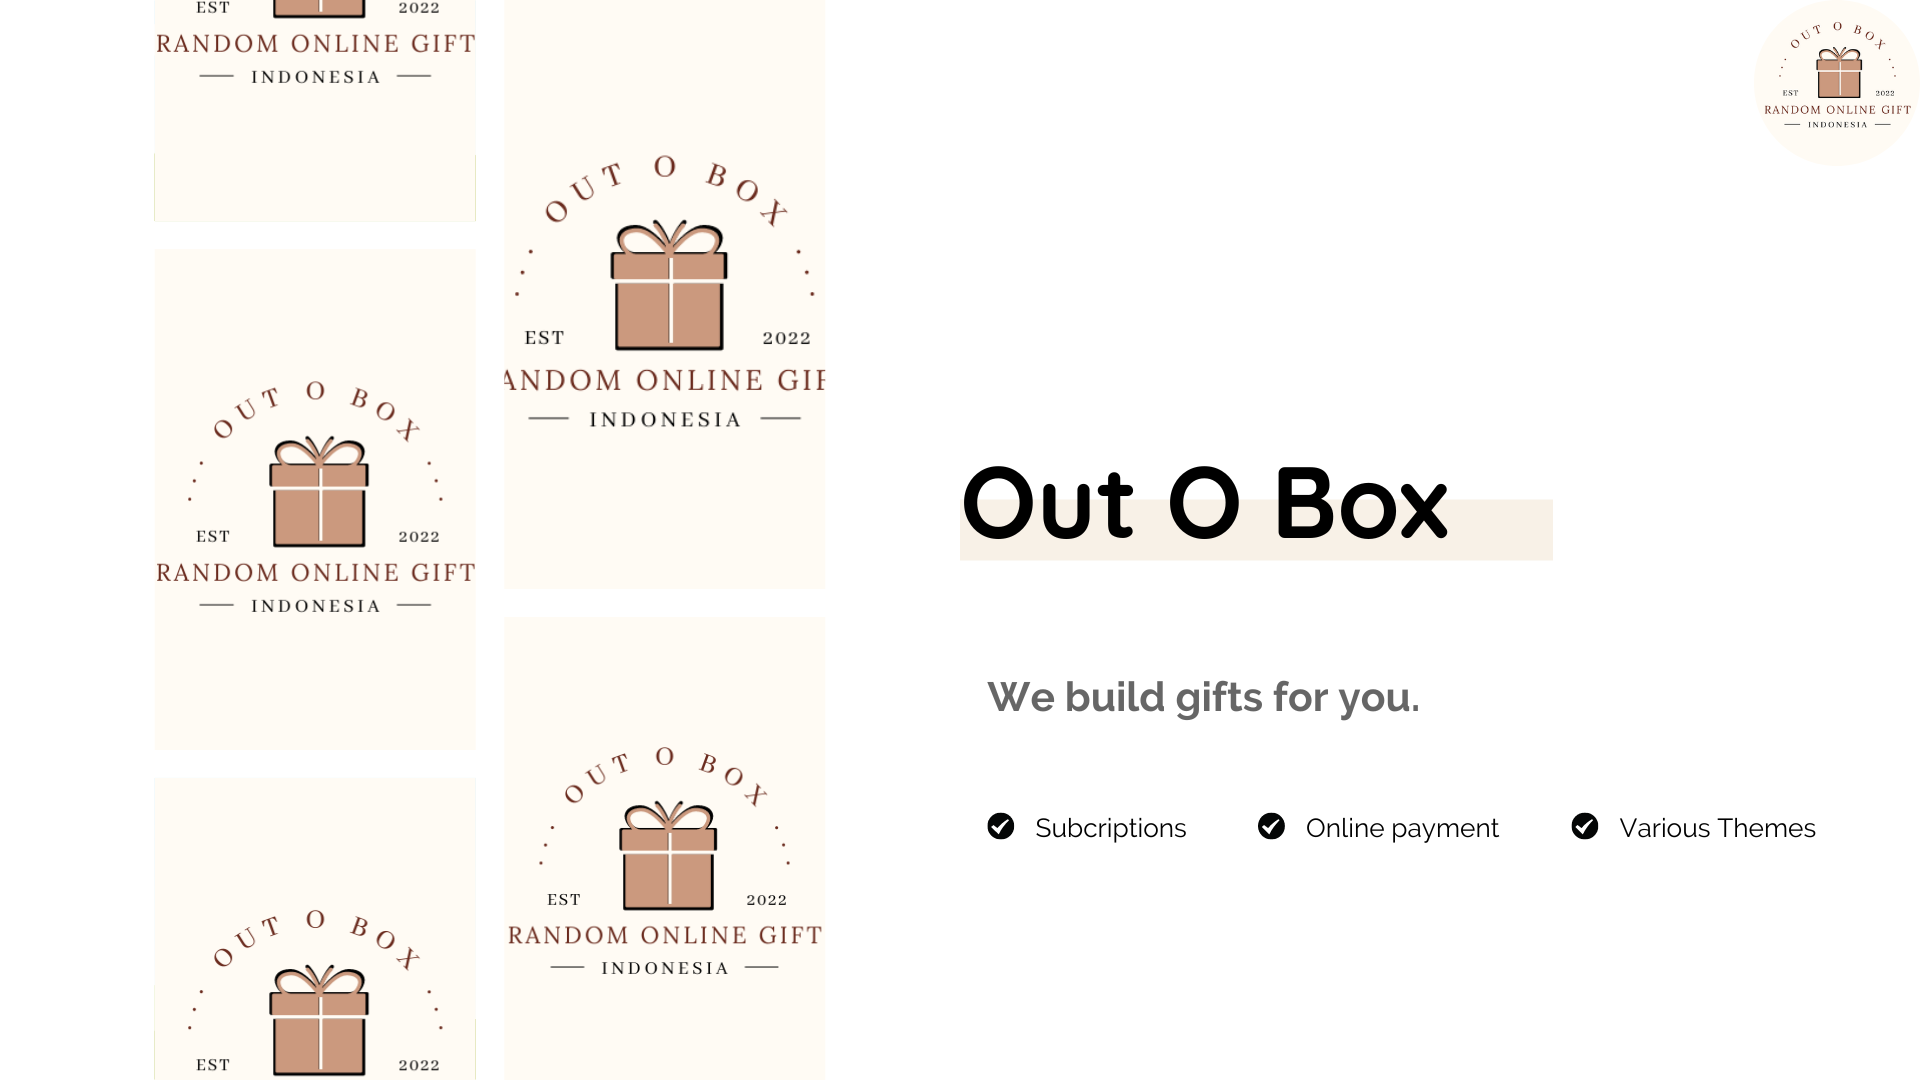 EST 2022
RANDOM ONLINE GIFT
INDONESIA
OUT O BOX
EST 2022
RANDOM ONLINE GIFT
INDONESIA
OUT O BOX
EST 2022
OUT O BOX
EST 2022
ANDOM ONLINE GIF
INDONESIA
OUT O BOX
EST 2022
RANDOM ONLINE GIFT
INDONESIA
OUT O BOX
EST 2022
RANDOM ONLINE GIFT
INDONESIA
Out O Box
We build gifts for you.
Subcriptions Online payment Various Themes